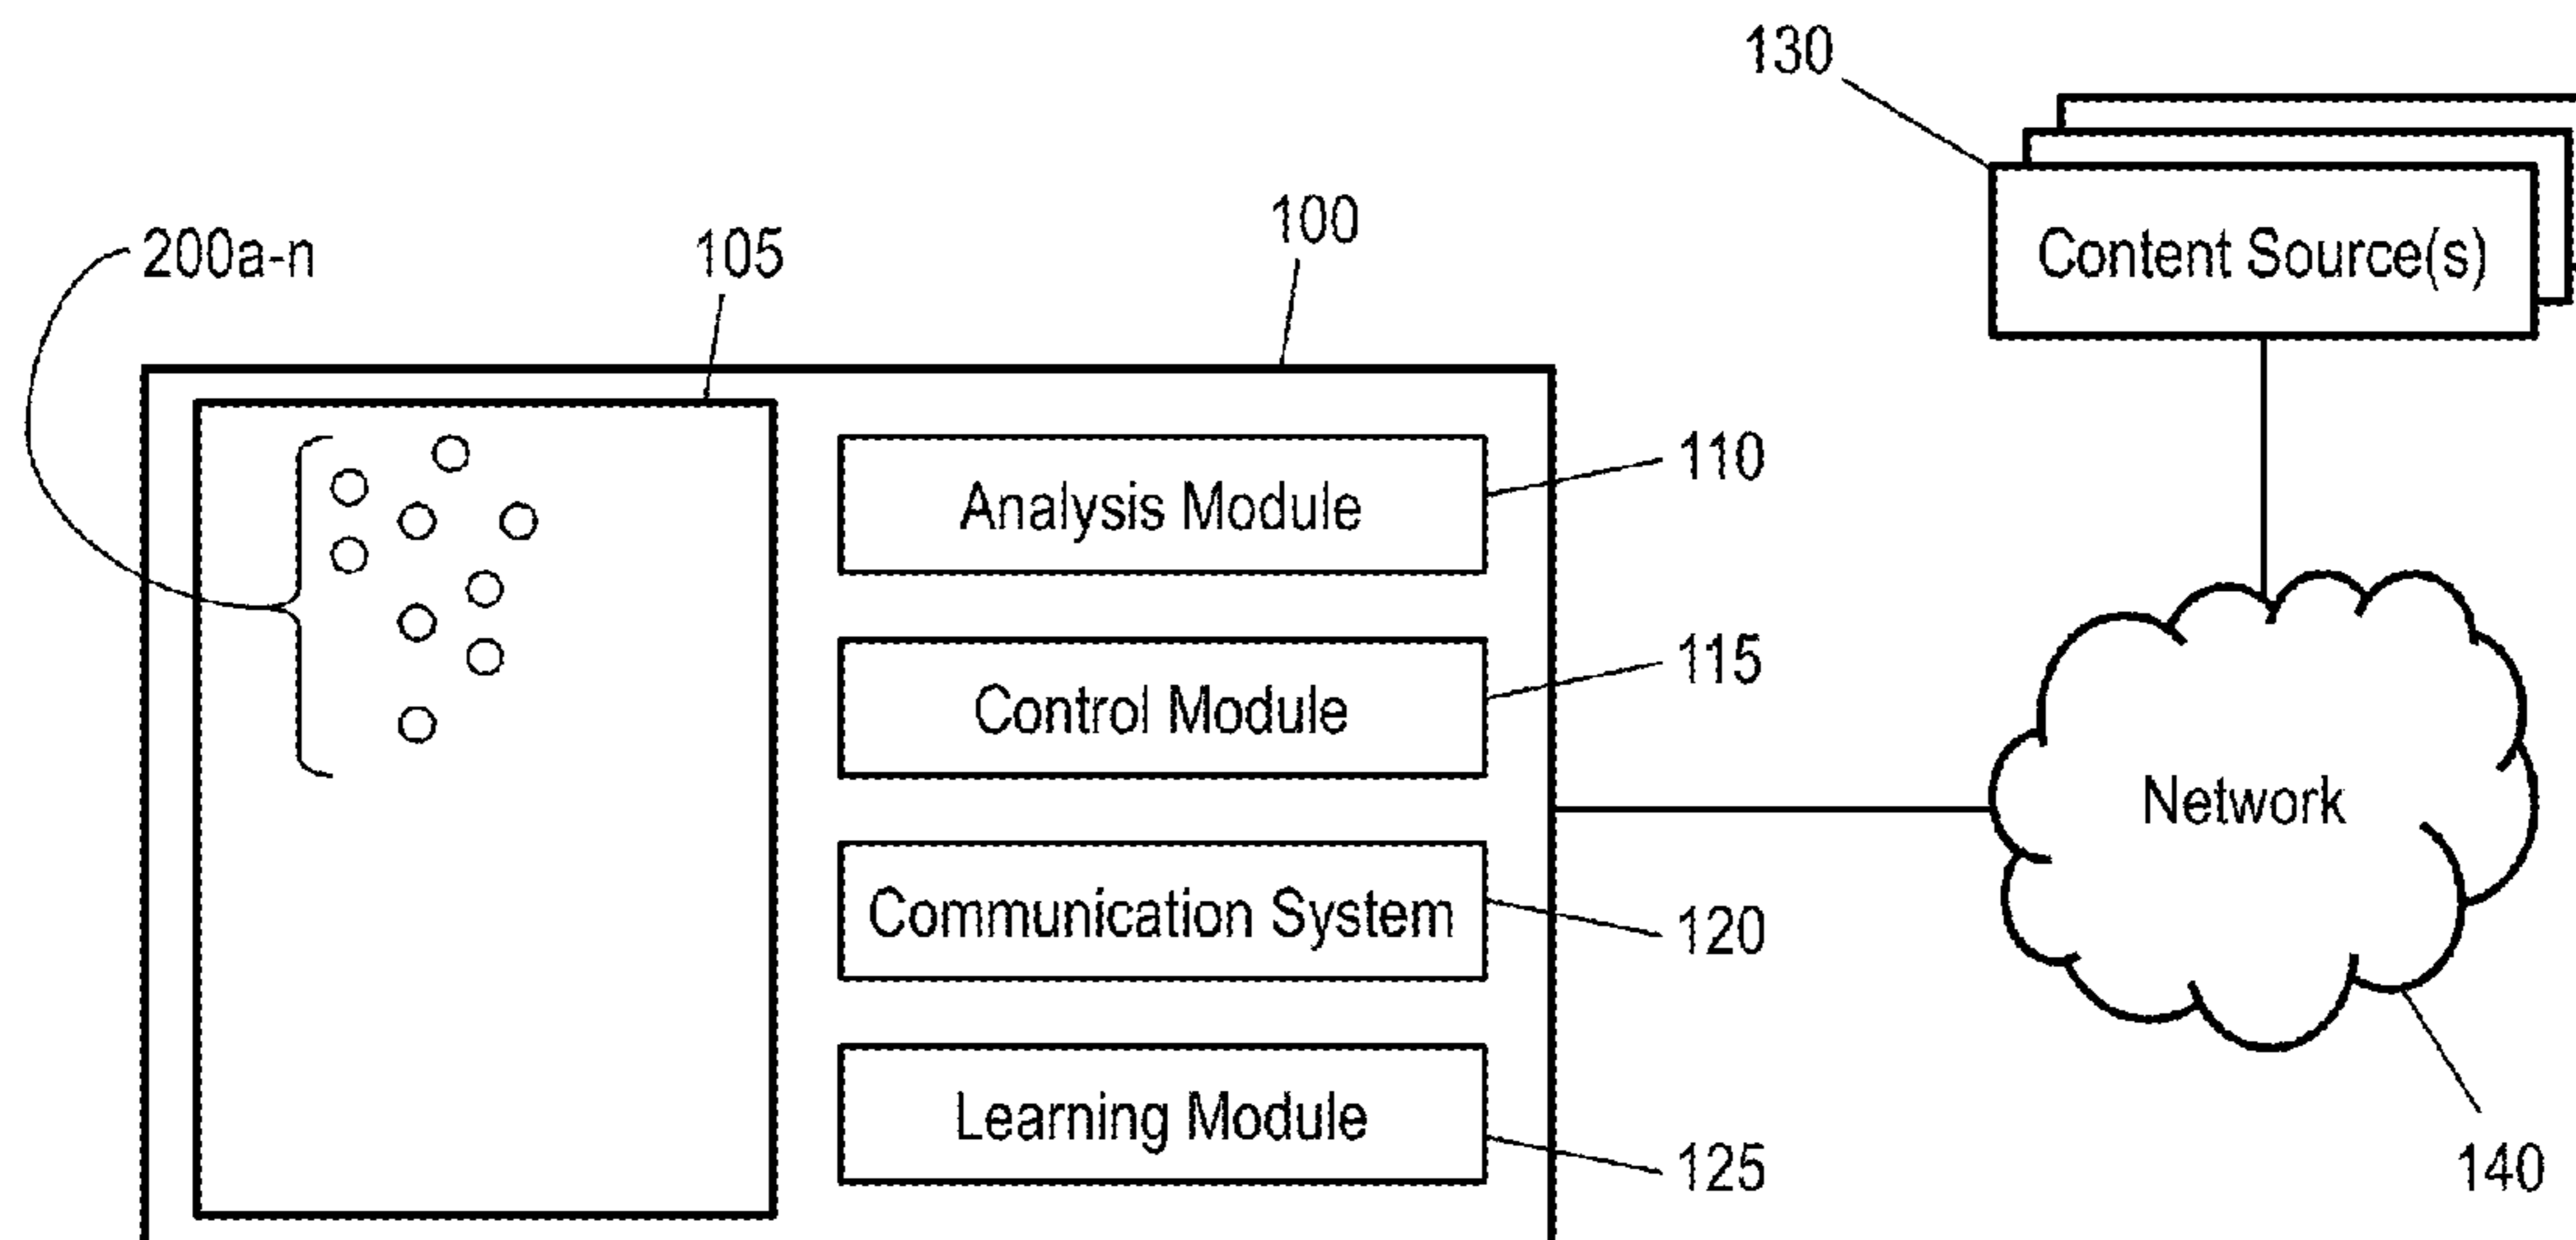 130
100
200a-n
105
Content Source(s)
110
Analysis Module
115
Control Module
Network
Communication System
120
Learning Module
125
140